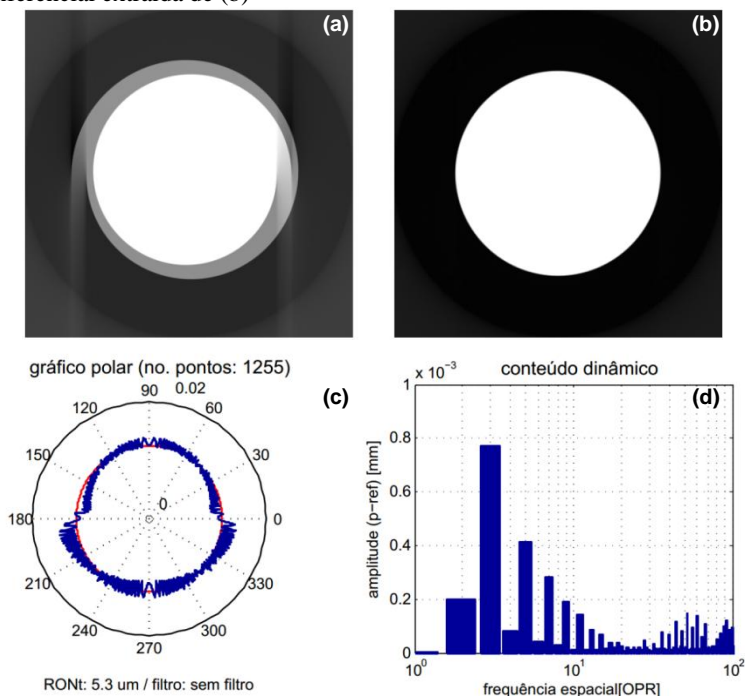 (a)
(b)
gráfico polar (no. pontos: 1255)
(c)
90
0.02
120
60
150
30
0
180
0
210
330
240
300
270
RONt: 5.3 um / filtro: sem filtro
x 10⁻³
conteúdo dinâmico
(d)
1
0.8
0.6
0.4
0.2
0
amplitude (p−ref) [mm]
10⁰
10¹
10²
frequência espacial[OPR]